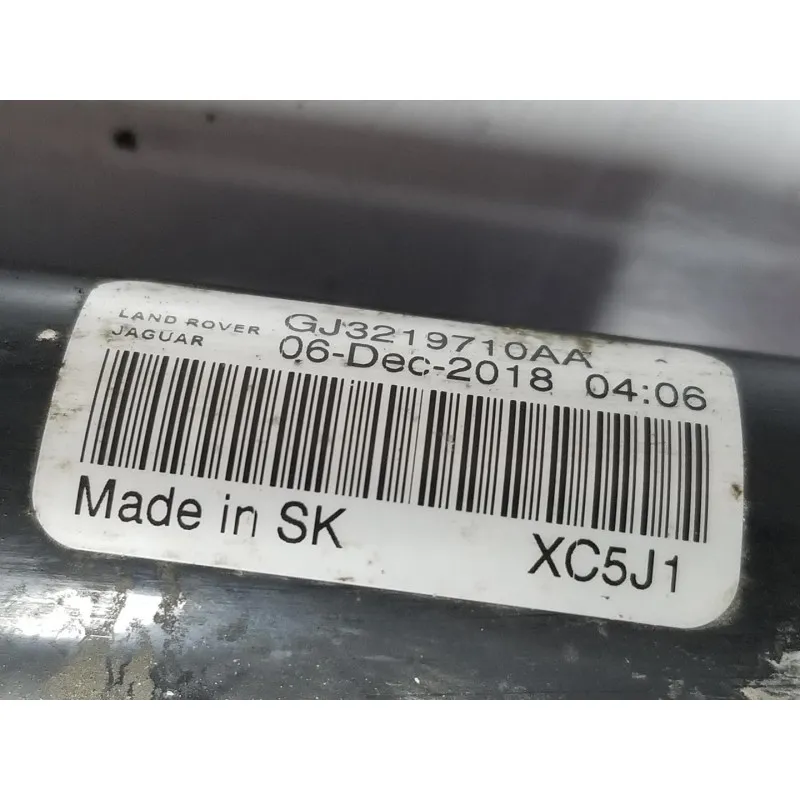 LAND ROVER GJ3219710AA
JAGUAR 06-Dec-2018 04:06
Made in SK XC5J1